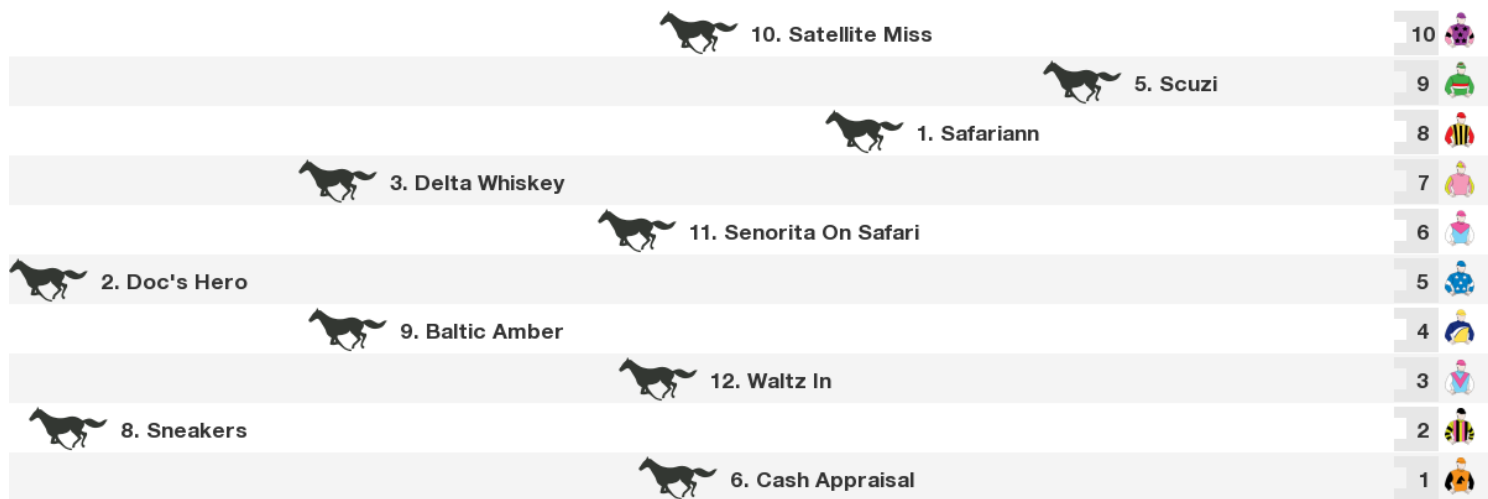 10. Satellite Miss 10
5. Scuzi 9
1. Safariann 8
3. Delta Whiskey 7
11. Senorita On Safari 6
2. Doc's Hero 5
9. Baltic Amber 4
12. Waltz In 3
8. Sneakers 2
6. Cash Appraisal 1